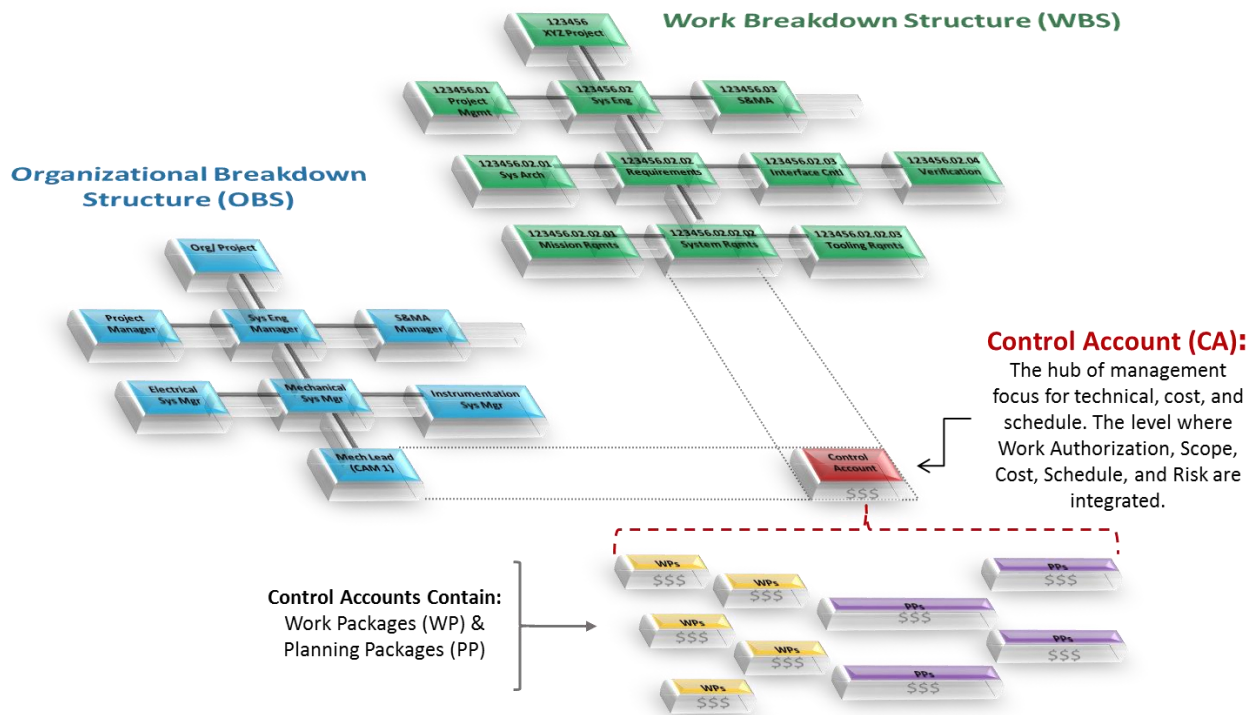 Work Breakdown Structure (WBS)
123456
XYZ Project
123456.01
Project
Mgmt
123456.02
Sys Eng
123456.03
S&MA
123456.02.01
Sys Arch
123456.02.02
Requirements
123456.02.03
Interface Cntl
123456.02.04
Verification
123456.02.02.01
Mission Rqmts
123456.02.02.02
System Rqmts
123456.02.02.03
Tooling Rqmts
Organizational Breakdown
Structure (OBS)
Org/ Project
Project
Manager
Sys Eng
Manager
S&MA
Manager
Electrical
Sys Mgr
Mechanical
Sys Mgr
Instrumentation
Sys Mgr
Mech Lead
(CAM 1)
Control
Account
$$$
Control Account (CA):
The hub of management
focus for technical, cost, and
schedule. The level where
Work Authorization, Scope,
Cost, Schedule, and Risk are
integrated.
Control Accounts Contain:
Work Packages (WP) &
Planning Packages (PP)
WPs
$$$
WPs
$$$
PPs
$$$
PPs
$$$
WPs
$$$
WPs
$$$
PPs
$$$
PPs
$$$
WPs
$$$